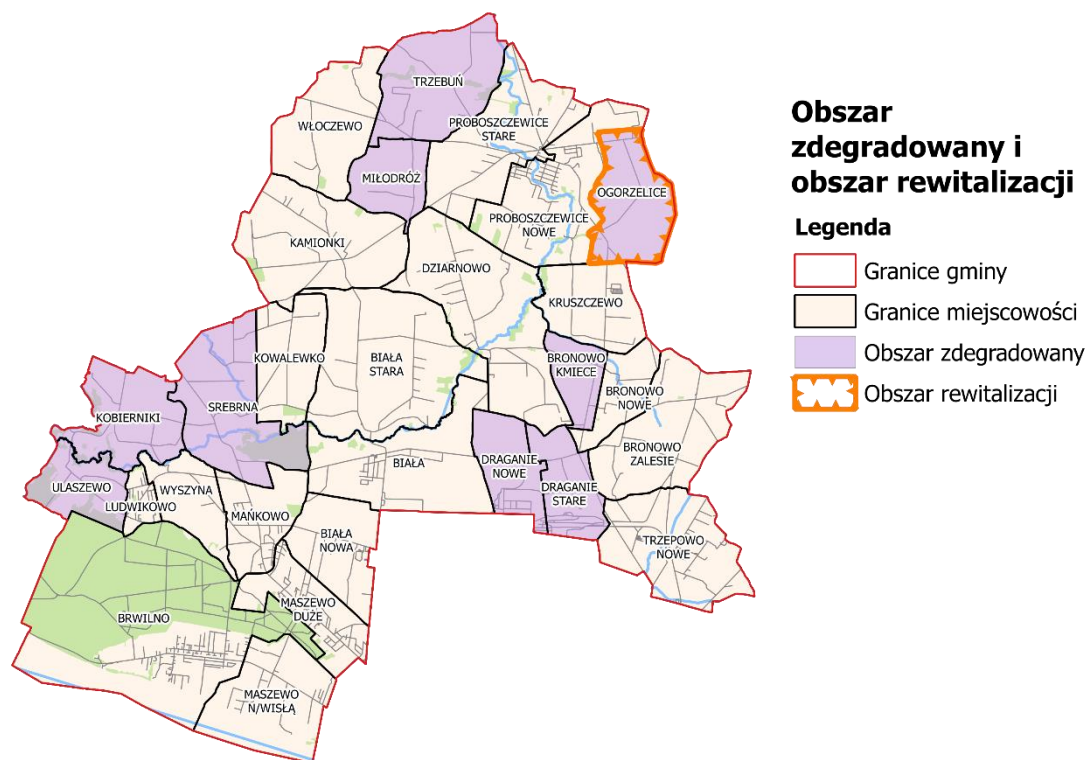 TRZEBUŃ
WŁOCZEWO
PROBOSZCZEWICE
STARE
MIŁODRÓŻ
OGORZELICE
PROBOSZCZEWICE
NOWE
KAMIONKI
DZIARNOWO
KRUSZCZEWO
KOWALEWKO
BIAŁA
STARA
BRONOWO
KMIECE
BRONOWO
NOWE
SREBRNA
KOBIERNIKI
BRONOWO
ZALESIE
BIAŁA
DRAGANIE
NOWE
DRAGANIE
STARE
ULASZEWO
LUDWIKOWO
WYSZYNA
MAŃKOWO
BIAŁA
NOWA
TRZEPOWO
NOWE
BRWILNO
MASZEWO
DUŻE
MASZEWO
N/WISŁĄ
Obszar
zdegradowany i
obszar rewitalizacji
Legenda
Granice gminy
Granice miejscowości
Obszar zdegradowany
Obszar rewitalizacji